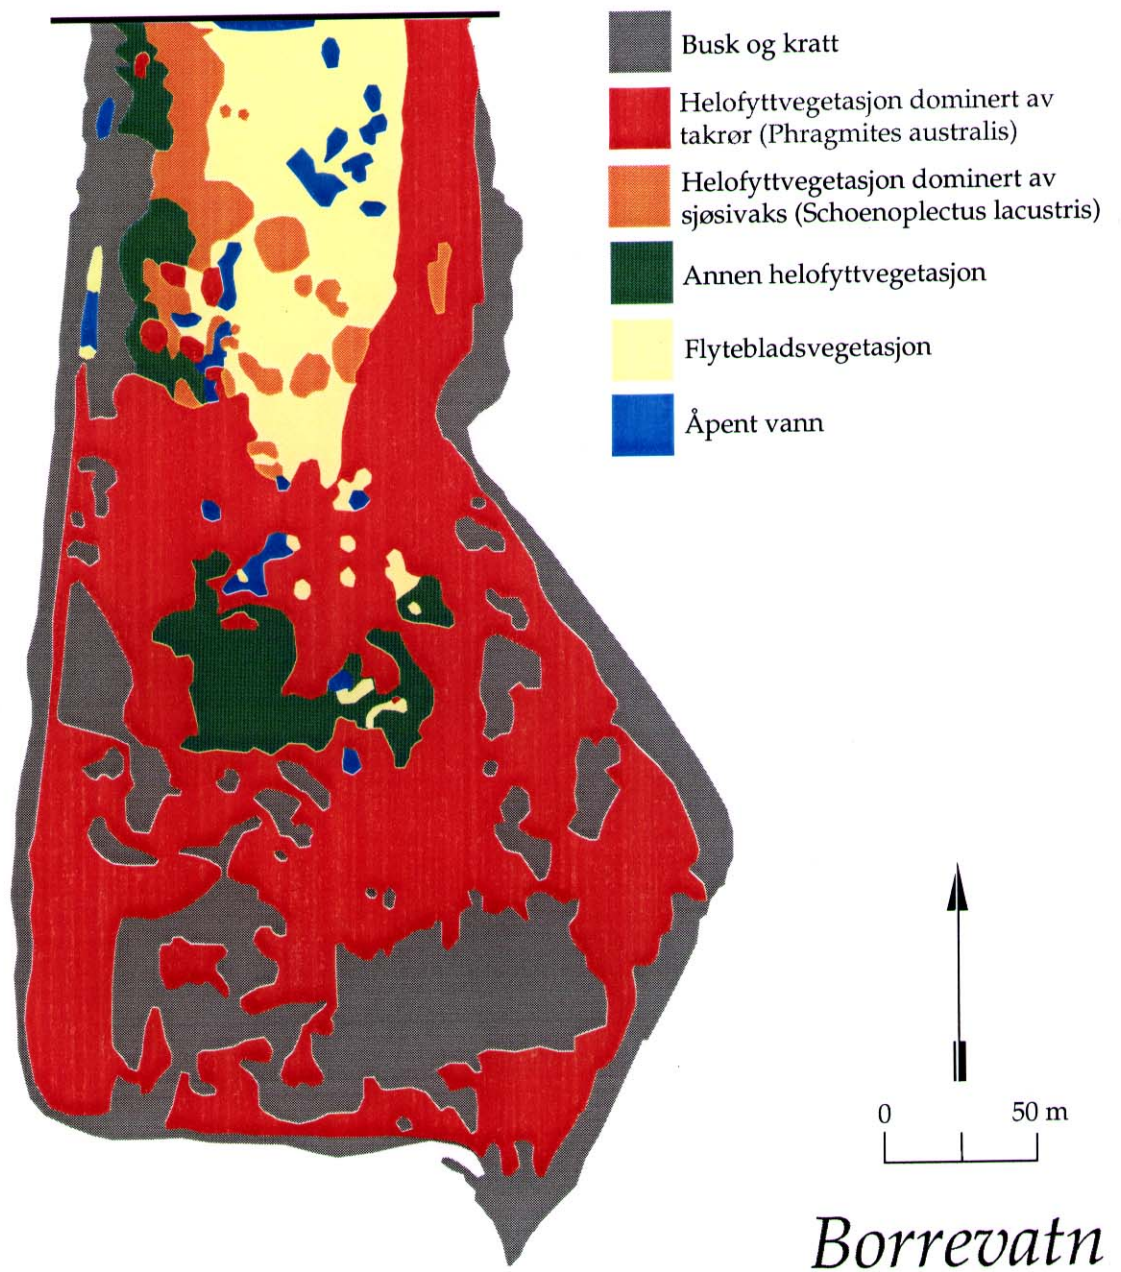 Busk og kratt
Helofyttvegetasjon dominert av
takrør (Phragmites australis)
Helofyttvegetasjon dominert av
sjøsivaks (Schoenoplectus lacustris)
Annen helofyttvegetasjon
Flytebladsvegetasjon
Åpent vann
0 50 m
Borrevatn